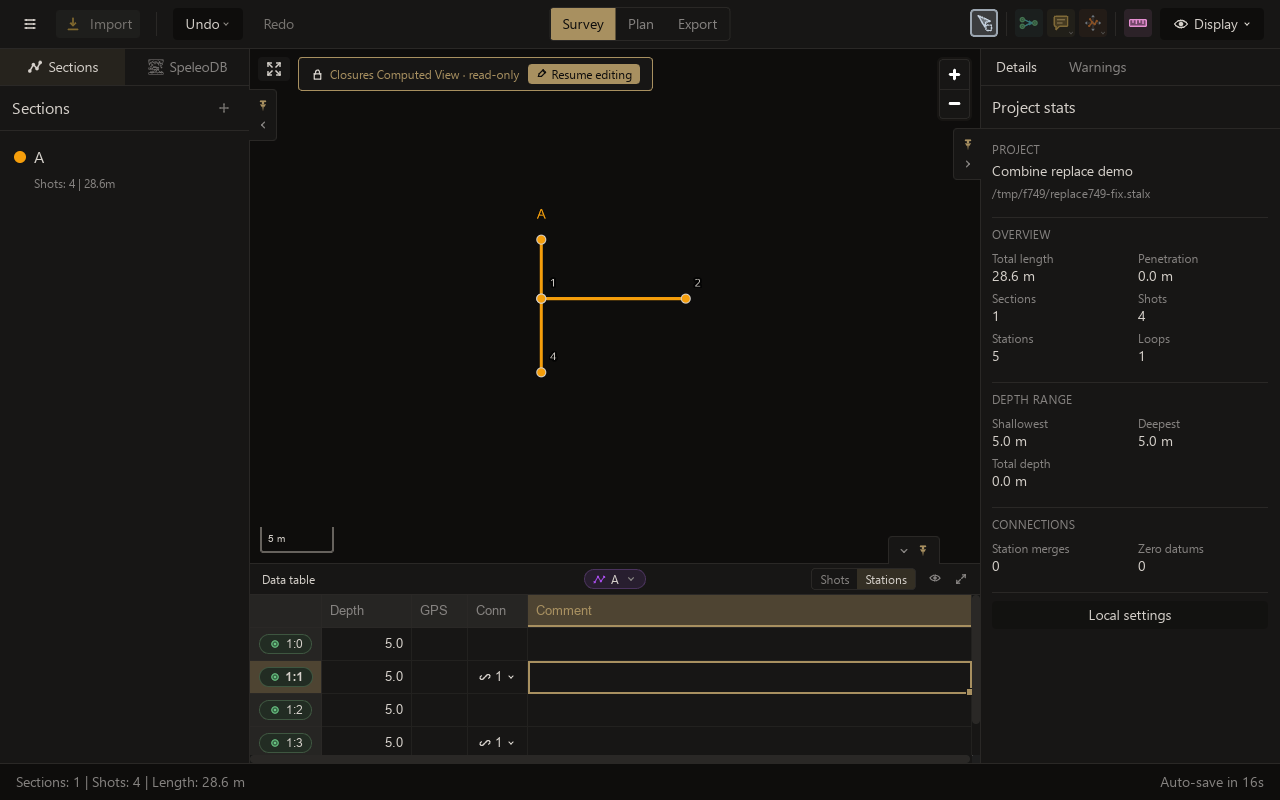 Import
Undo
Redo
Survey
Plan
Export
Display
Sections
SpeleoDB
Closures Computed View · read-only
Resume editing
Details
Warnings
Sections
Project stats
A
Shots: 4 | 28.6m
PROJECT
Combine replace demo
/tmp/f749/replace749-fix.stalx
OVERVIEW
Total length
Penetration
28.6 m
0.0 m
Sections
Shots
1
4
Stations
Loops
5
1
DEPTH RANGE
Shallowest
Deepest
5.0 m
5.0 m
Total depth
0.0 m
CONNECTIONS
Station merges
Zero datums
0
0
Local settings
A
1
2
4
5 m
Data table
A
Shots
Stations
Depth
GPS
Conn
Comment
1:0
5.0
1:1
5.0
1
1:2
5.0
1:3
5.0
1
Sections: 1 | Shots: 4 | Length: 28.6 m
Auto-save in 16s